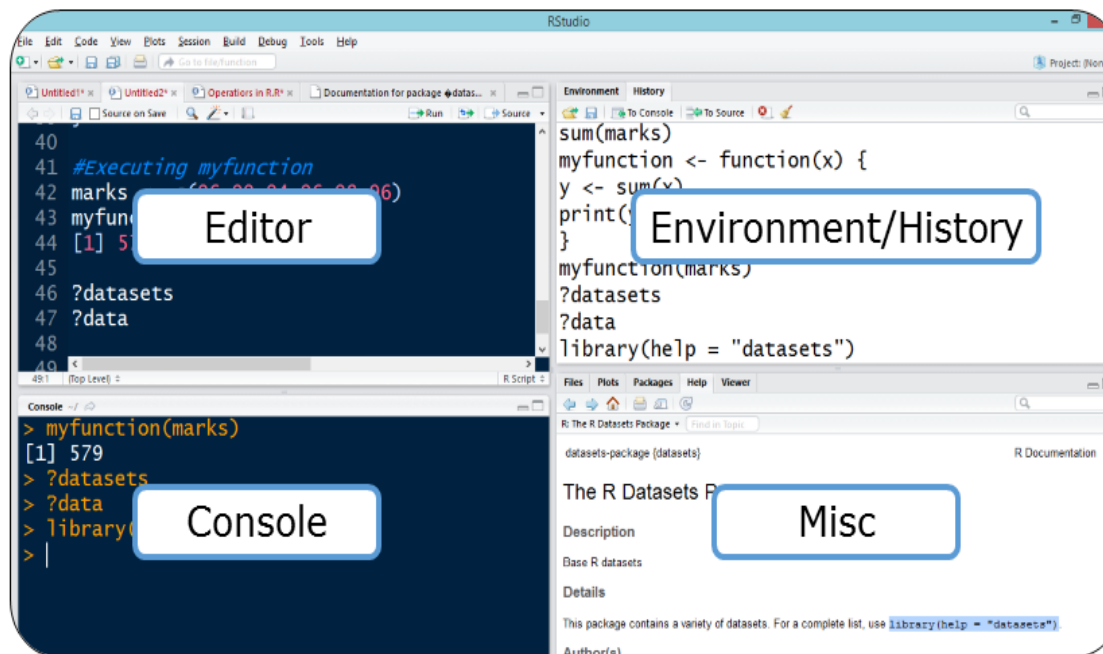 RStudio
File Edit Code View Plots Session Build Debug Tools Help
Go to file/function
Project: (Non
Untitled1* Untitled2* Operations in R.R* Documentation for package �datas...
Source on Save Run Source
40
41 #Executing myfunction
42 marks
43 myfunc
44 [1] 5
45
46 ?datasets
47 ?data
48
49
49:1 (Top Level) R Script
Editor
Console ~/
> myfunction(marks)
[1] 579
> ?datasets
> ?data
> library(
>
Console
Environment History
To Console To Source
sum(marks)
myfunction <- function(x) {
y <- sum(x)
print(y
}
myfunction(marks)
?datasets
?data
library(help = "datasets")
Environment/History
Files Plots Packages Help Viewer
R: The R Datasets Package Find in Topic
datasets-package {datasets} R Documentation
The R Datasets P
Description
Base R datasets
Details
This package contains a variety of datasets. For a complete list, use library(help = "datasets").
Author(s)
Misc